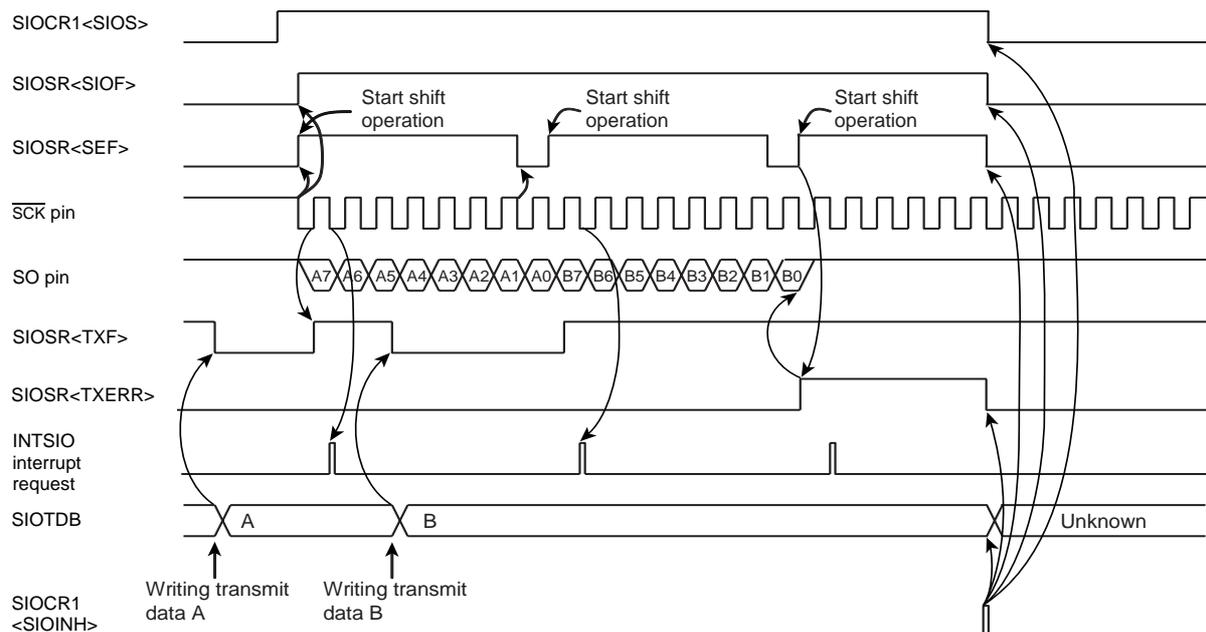 SIOCR1<SIOS>
SIOSR<SIOF>
Start shift
operation
Start shift
operation
Start shift
operation
SIOSR<SEF>
SCK pin
SO pin
A7 A6 A5 A4 A3 A2 A1 A0 B7 B6 B5 B4 B3 B2 B1 B0
SIOSR<TXF>
SIOSR<TXERR>
INTSIO
interrupt
request
SIOTDB
A
B
Unknown
Writing transmit
data A
Writing transmit
data B
SIOCR1
<SIOINH>